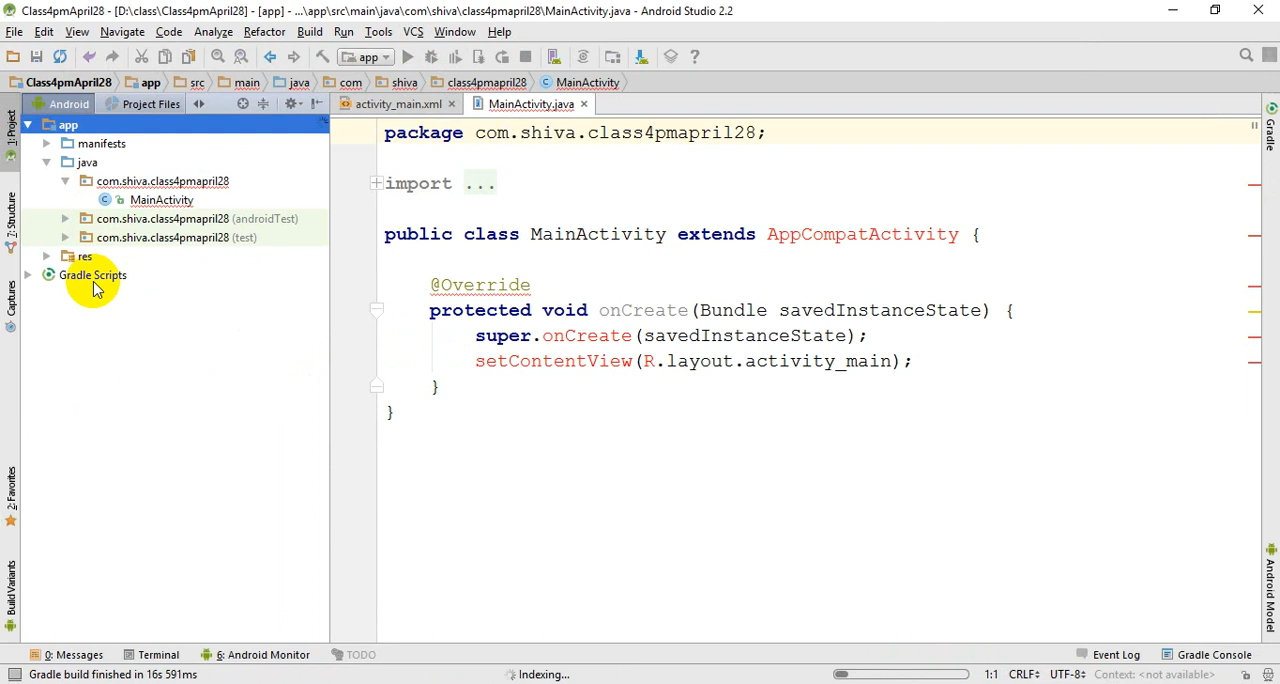 Class4pmApril28 - [D:\class\Class4pmApril28] - [app] - ...\app\src\main\java\com\shiva\class4pmapril28\MainActivity.java - Android Studio 2.2
File Edit View Navigate Code Analyze Refactor Build Run Tools VCS Window Help
app
Class4pmApril28 app src main java com shiva class4pmapril28 MainActivity
Android Project Files activity_main.xml MainActivity.java
1: Project
7: Structure
Captures
2: Favorites
Build Variants
app
manifests
java
com.shiva.class4pmapril28
MainActivity
com.shiva.class4pmapril28 (androidTest)
com.shiva.class4pmapril28 (test)
res
Gradle Scripts
package com.shiva.class4pmapril28;
import ...
public class MainActivity extends AppCompatActivity {
@Override
protected void onCreate(Bundle savedInstanceState) {
super.onCreate(savedInstanceState);
setContentView(R.layout.activity_main);
}
}
Gradle
Android Model
0: Messages Terminal 6: Android Monitor TODO Event Log Gradle Console
Gradle build finished in 16s 591ms Indexing... 1:1 CRLF UTF-8 Context: <not available>